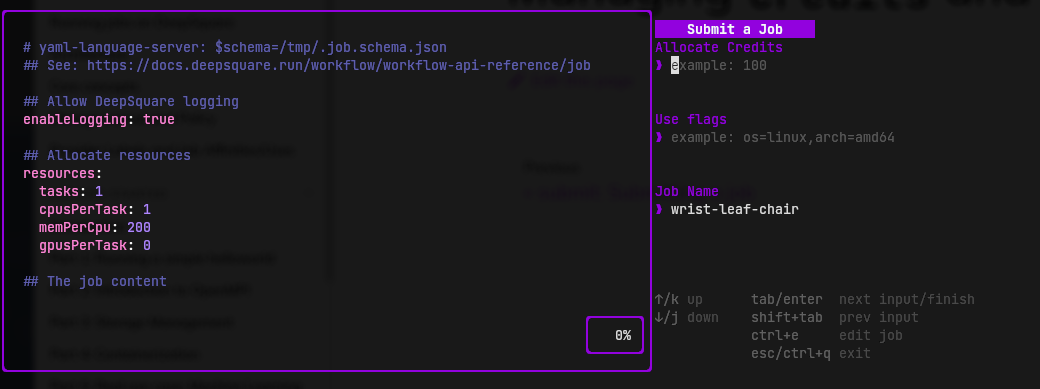 # yaml-language-server: $schema=/tmp/.job.schema.json
## See: https://docs.deepsquare.run/workflow/workflow-api-reference/job
## Allow DeepSquare logging
enableLogging: true
## Allocate resources
resources:
tasks: 1
cpusPerTask: 1
memPerCpu: 200
gpusPerTask: 0
## The job content
0%
Submit a Job
Allocate Credits
❱ example: 100
Use flags
❱ example: os=linux,arch=amd64
Job Name
❱ wrist-leaf-chair
↑/k up tab/enter next input/finish
↓/j down shift+tab prev input
ctrl+e edit job
esc/ctrl+q exit